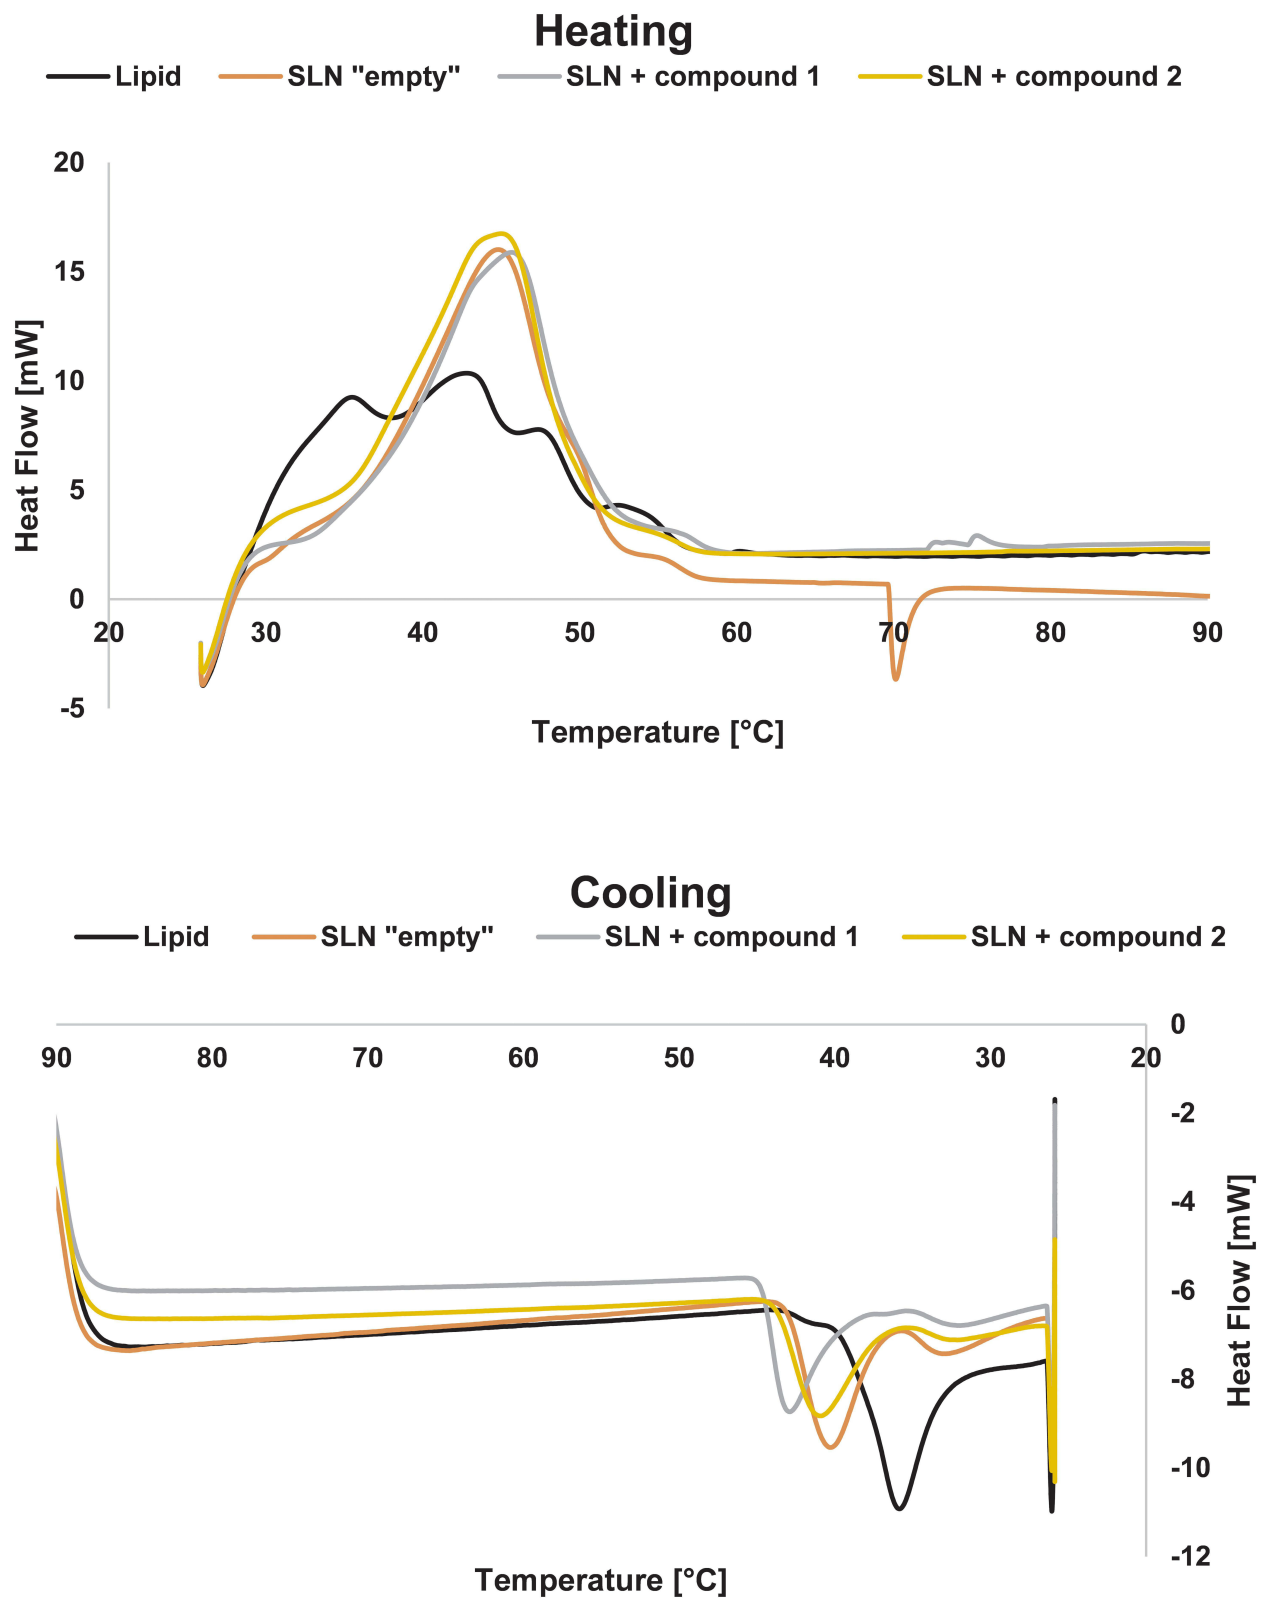 Heating
Lipid SLN "empty" SLN + compound 1 SLN + compound 2
20
15
10
5
0
-5
Heat Flow [mW]
20 30 40 50 60 70 80 90
Temperature [°C]
Cooling
Lipid SLN "empty" SLN + compound 1 SLN + compound 2
90 80 70 60 50 40 30 20
0
-2
-4
-6
-8
-10
-12
Heat Flow [mW]
Temperature [°C]